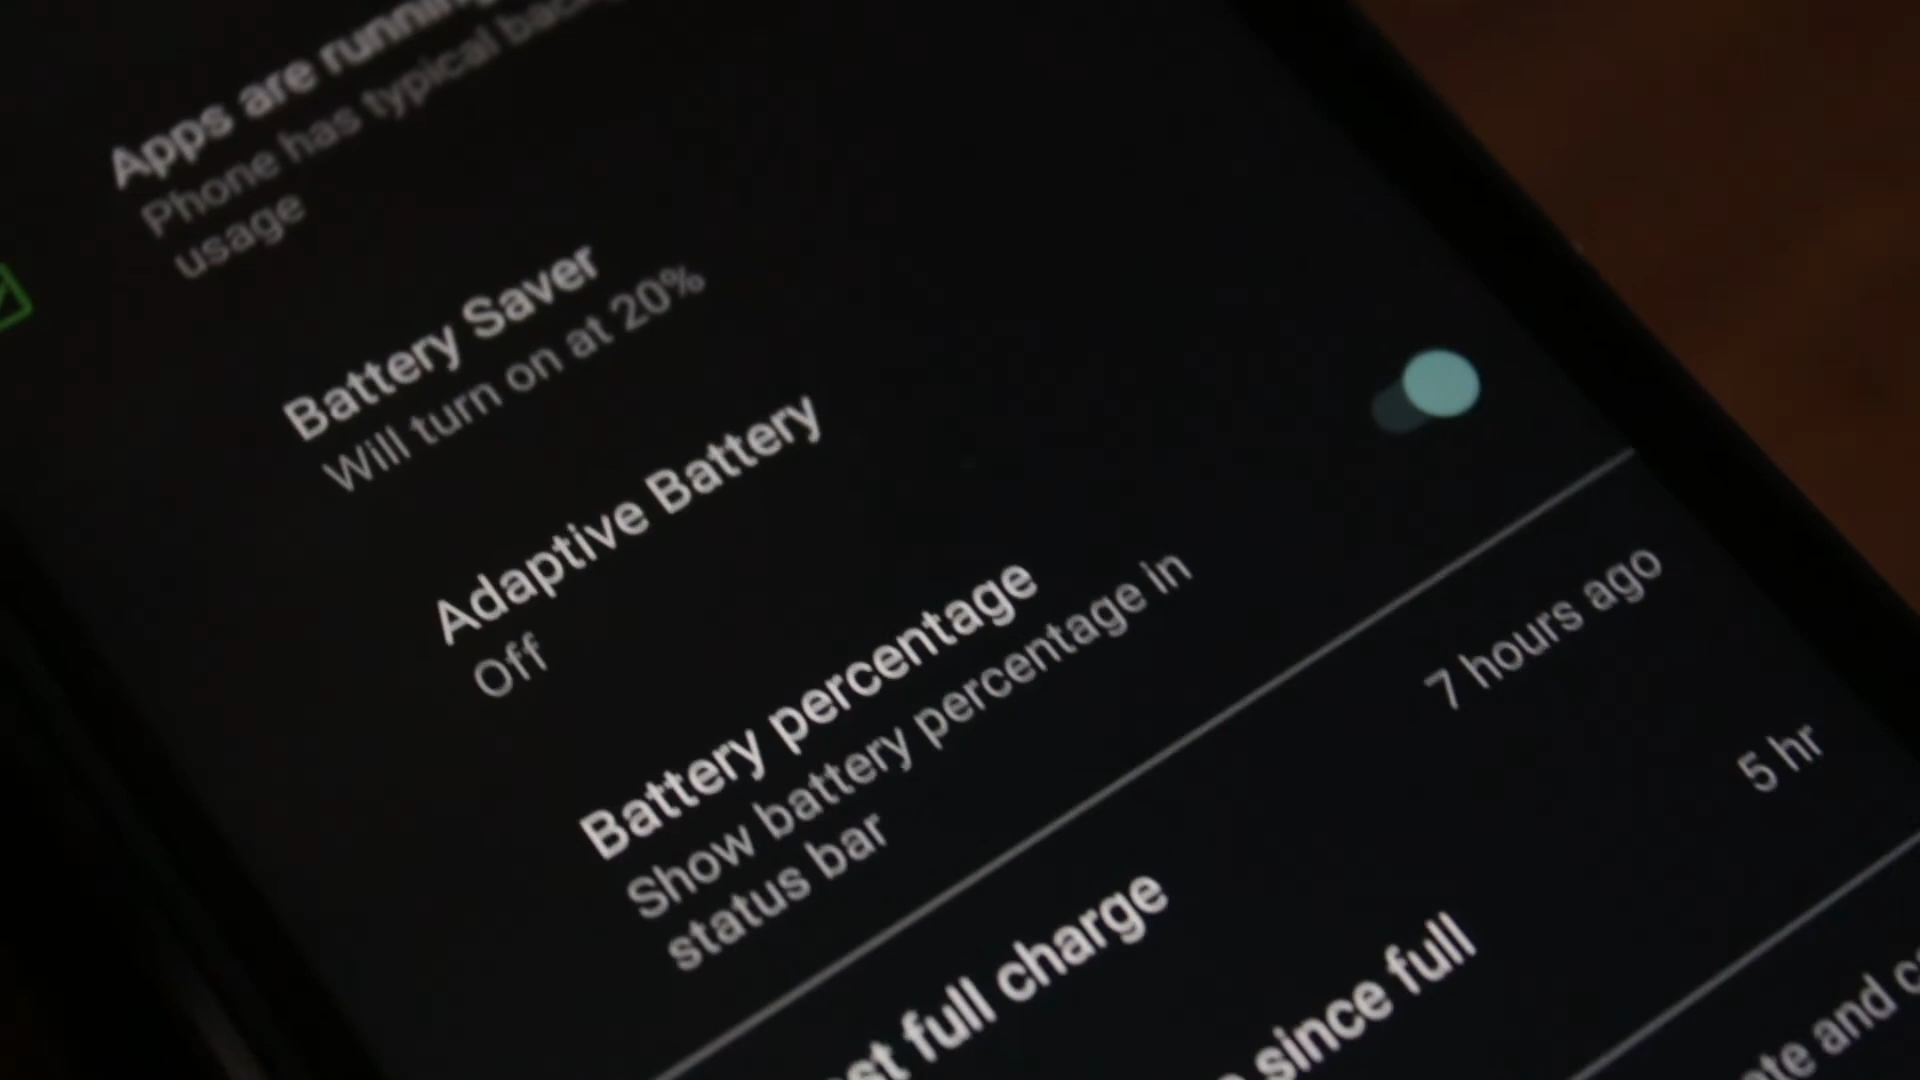 Apps are running
Phone has typical
usage
Battery Saver
Will turn on at 20%
Adaptive Battery
Off
Battery percentage
Show battery percentage in
status bar
full charge 7 hours ago
since full 5 hr
and